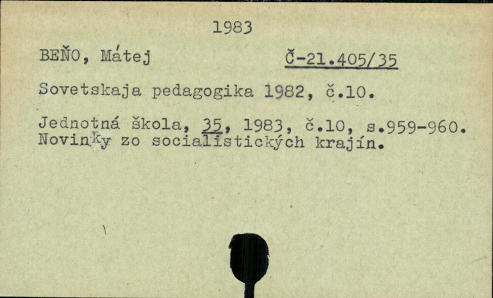 1983
BEŇO, Mátej Č-21.405/35
Sovetskaja pedagogika 1982, č.10.
Jednotná škola, 35, 1983, č.10, s.959-960.
Novinky zo socialistických krajín.